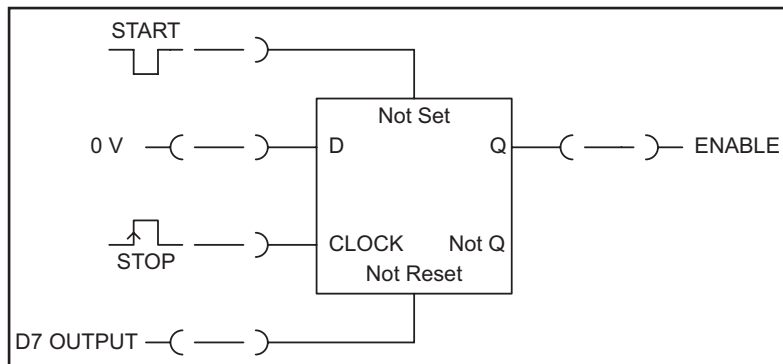 START
Not Set
0 V
D
Q
ENABLE
CLOCK
Not Q
STOP
Not Reset
D7 OUTPUT